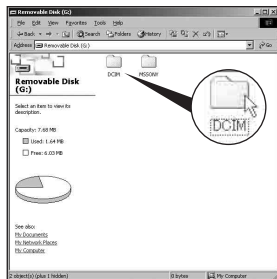 Removable Disk (G:)
File Edit View Favorites Tools Help
Back Search Folders History
Address Removable Disk (G:) Go
Removable Disk
(G:)
DCIM MSSONY
Select an item to view its
description.
DCIM
Capacity: 7.68 MB
Used: 1.64 MB
Free: 6.03 MB
See also:
My Documents
My Network Places
My Computer
2 object(s) (plus 1 hidden) 0 bytes My Computer